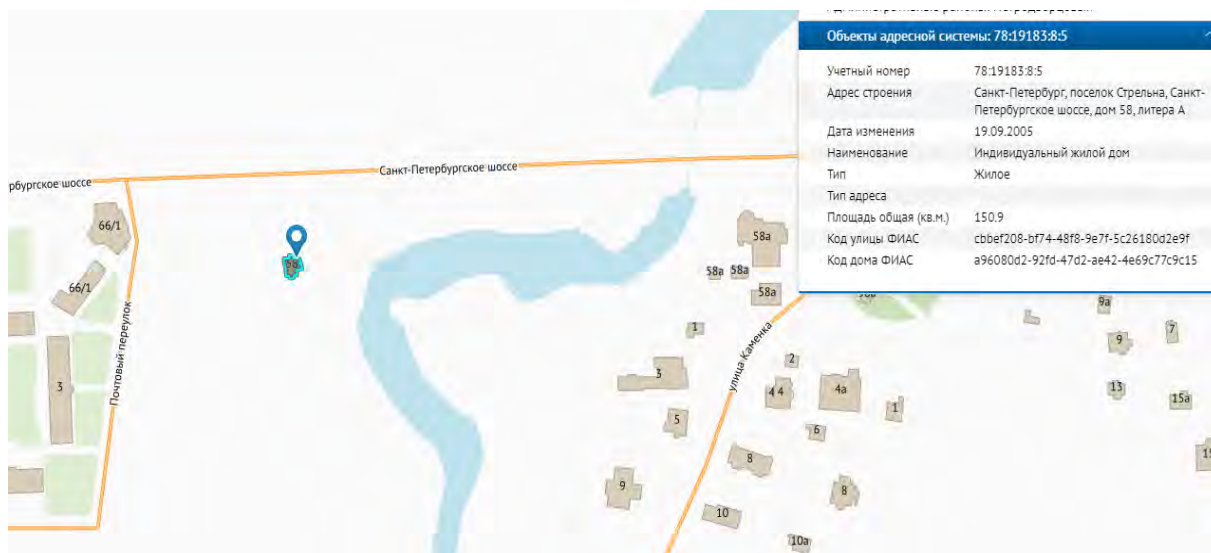 Объекты адресной системы: 78:19183:8:5
Учетный номер 78:19183:8:5
Адрес строения Санкт-Петербург, поселок Стрельна, Санкт-
Петербургское шоссе, дом 58, литера А
Дата изменения 19.09.2005
Наименование Индивидуальный жилой дом
Тип Жилое
Тип адреса
Площадь общая (кв.м.) 150.9
Код улицы ФИАС cbbef208-bf74-48f8-9e7f-5c26180d2e9f
Код дома ФИАС a96080d2-92fd-47d2-ae42-4e69c77c9c15
Санкт-Петербургское шоссе
рбургское шоссе
66/1
58а
58а 58а
66/1
58а
9а
1
7
9
улица Каменка
2
3
3
Почтовый переулок
4 4
4а
13
15а
1
5
6
8
9
8
10
10а